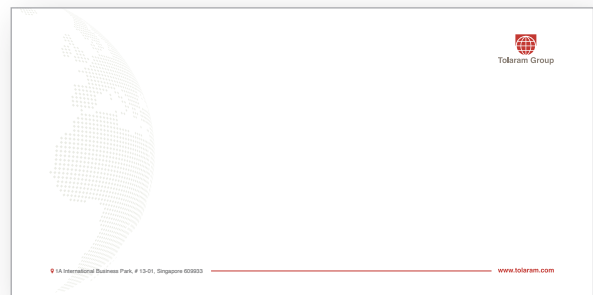 Tolaram Group
1A International Business Park, # 13-01, Singapore 609933
www.tolaram.com